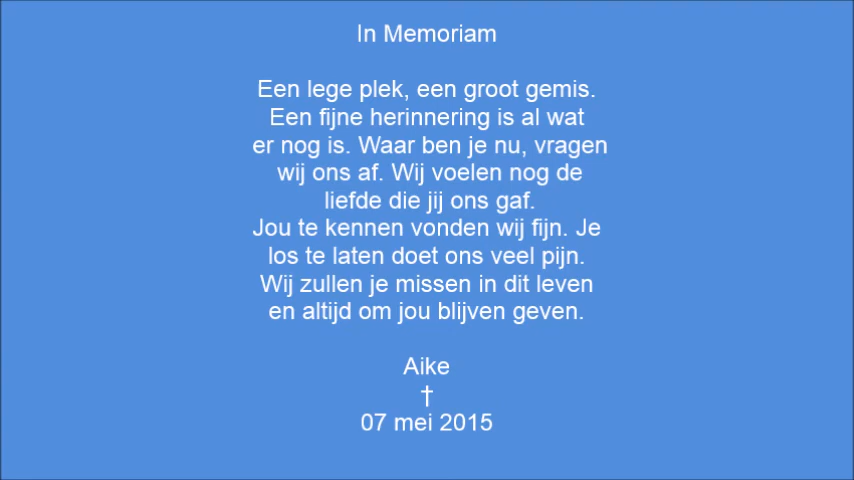 In Memoriam
Een lege plek, een groot gemis.
Een fijne herinnering is al wat
er nog is. Waar ben je nu, vragen
wij ons af. Wij voelen nog de
liefde die jij ons gaf.
Jou te kennen vonden wij fijn. Je
los te laten doet ons veel pijn.
Wij zullen je missen in dit leven
en altijd om jou blijven geven.
Aike
†
07 mei 2015